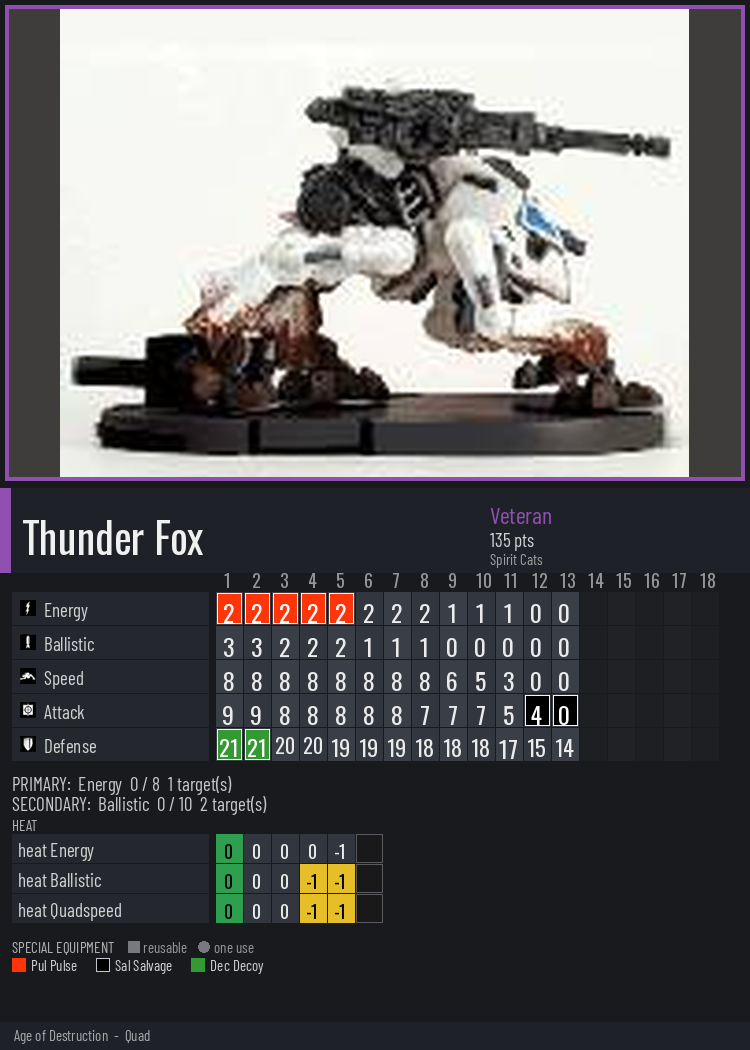 Thunder Fox
Veteran
135 pts
Spirit Cats
1 2 3 4 5 6 7 8 9 10 11 12 13 14 15 16 17 18
Energy 2 2 2 2 2 2 2 2 1 1 1 0 0
Ballistic 3 3 2 2 2 1 1 1 0 0 0 0 0
Speed 8 8 8 8 8 8 8 8 6 5 3 0 0
Attack 9 9 8 8 8 8 8 7 7 7 5 4 0
Defense 21 21 20 20 19 19 19 18 18 18 17 15 14
PRIMARY: Energy 0 / 8 1 target(s)
SECONDARY: Ballistic 0 / 10 2 target(s)
HEAT
heat Energy 0 0 0 0 -1
heat Ballistic 0 0 0 -1 -1
heat Quadspeed 0 0 0 -1 -1
SPECIAL EQUIPMENT reusable one use
Pul Pulse Sal Salvage Dec Decoy
Age of Destruction - Quad